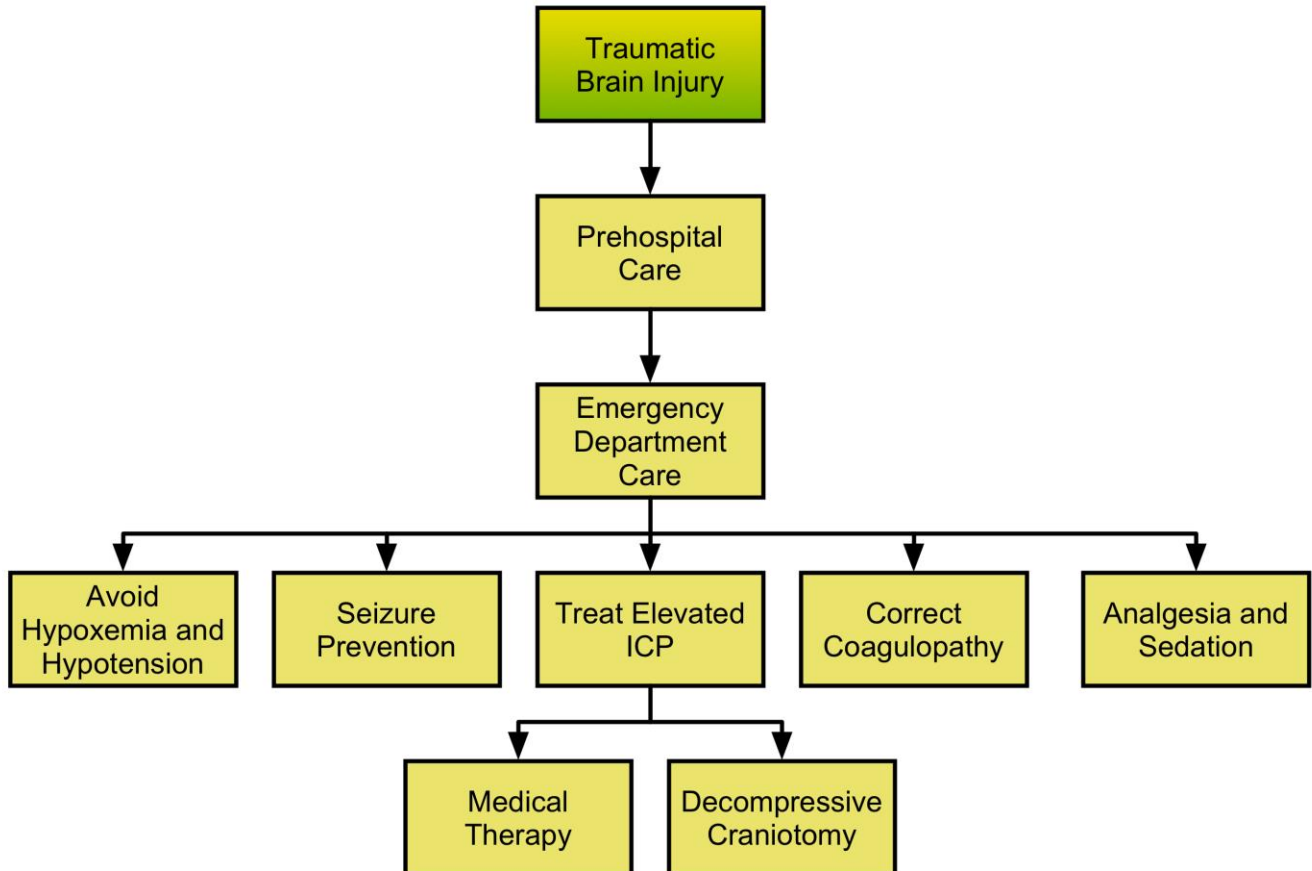 Traumatic
Brain Injury
Prehospital
Care
Emergency
Department
Care
Avoid
Hypoxemia and
Hypotension
Seizure
Prevention
Treat Elevated
ICP
Correct
Coagulopathy
Analgesia and
Sedation
Medical
Therapy
Decompressive
Craniotomy